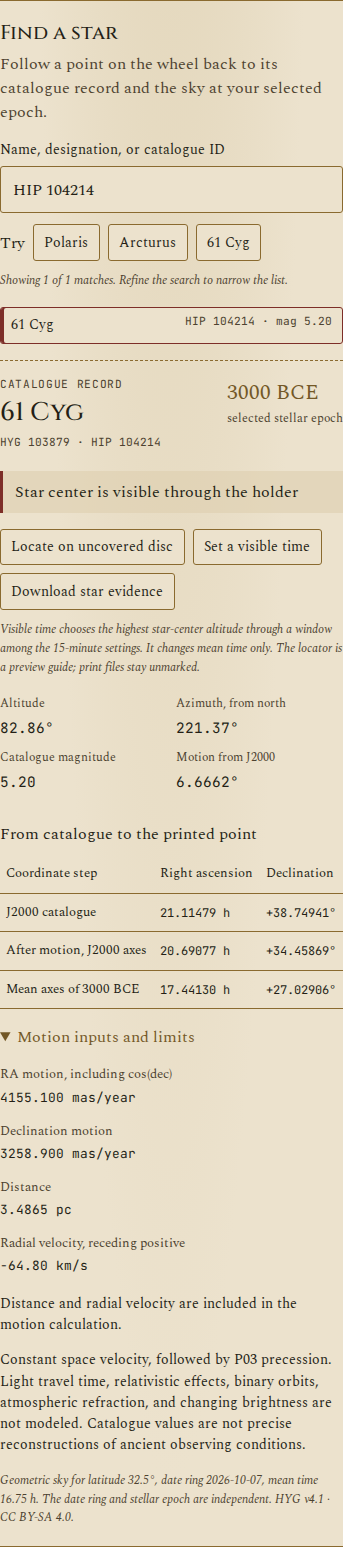 Find a star
Follow a point on the wheel back to its
catalogue record and the sky at your selected
epoch.
Name, designation, or catalogue ID
HIP 104214
Try Polaris Arcturus 61 Cyg
Showing 1 of 1 matches. Refine the search to narrow the list.
61 Cyg HIP 104214 · mag 5.20
CATALOGUE RECORD
61 Cyg
HYG 103879 · HIP 104214
3000 BCE
selected stellar epoch
Star center is visible through the holder
Locate on uncovered disc Set a visible time
Download star evidence
Visible time chooses the highest star-center altitude through a window
among the 15-minute settings. It changes mean time only. The locator is
a preview guide; print files stay unmarked.
Altitude Azimuth, from north
82.86° 221.37°
Catalogue magnitude Motion from J2000
5.20 6.6662°
From catalogue to the printed point
Coordinate step Right ascension Declination
J2000 catalogue 21.11479 h +38.74941°
After motion, J2000 axes 20.69077 h +34.45869°
Mean axes of 3000 BCE 17.44130 h +27.02906°
▼ Motion inputs and limits
RA motion, including cos(dec)
4155.100 mas/year
Declination motion
3258.900 mas/year
Distance
3.4865 pc
Radial velocity, receding positive
-64.80 km/s
Distance and radial velocity are included in the
motion calculation.
Constant space velocity, followed by P03 precession.
Light travel time, relativistic effects, binary orbits,
atmospheric refraction, and changing brightness are
not modeled. Catalogue values are not precise
reconstructions of ancient observing conditions.
Geometric sky for latitude 32.5°, date ring 2026-10-07, mean time
16.75 h. The date ring and stellar epoch are independent. HYG v4.1 ·
CC BY-SA 4.0.